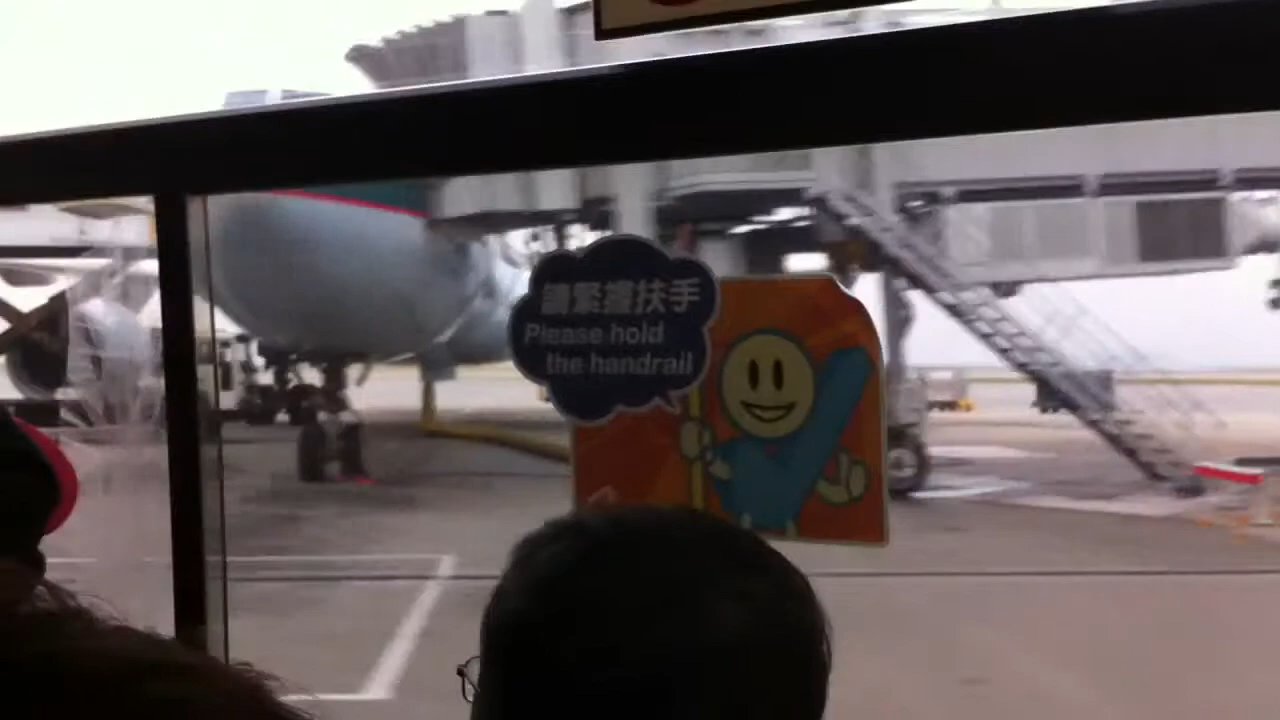 請緊握扶手
Please hold
the handrail